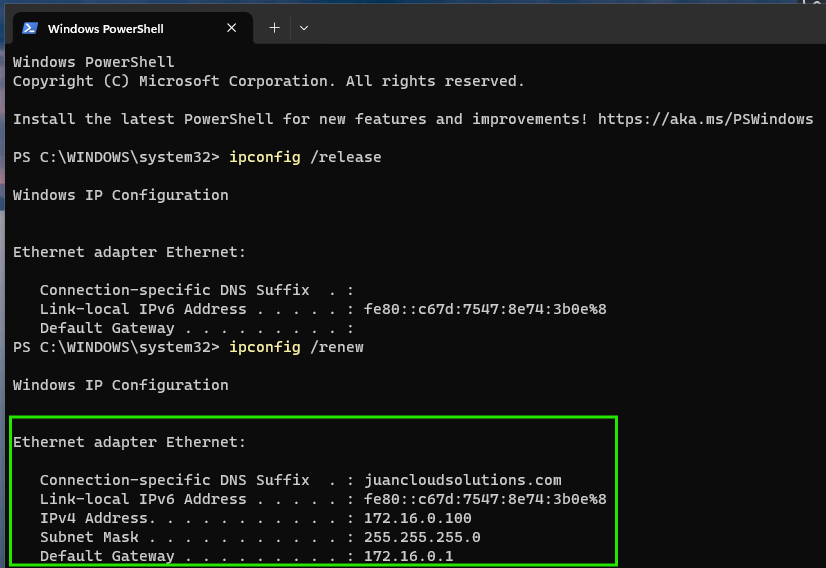 Windows PowerShell
Windows PowerShell
Copyright (C) Microsoft Corporation. All rights reserved.
Install the latest PowerShell for new features and improvements! https://aka.ms/PSWindows
PS C:\WINDOWS\system32> ipconfig /release
Windows IP Configuration
Ethernet adapter Ethernet:
   Connection-specific DNS Suffix  . :
   Link-local IPv6 Address . . . . . : fe80::c67d:7547:8e74:3b0e%8
   Default Gateway . . . . . . . . . :
PS C:\WINDOWS\system32> ipconfig /renew
Windows IP Configuration
Ethernet adapter Ethernet:
   Connection-specific DNS Suffix  . : juancloudsolutions.com
   Link-local IPv6 Address . . . . . : fe80::c67d:7547:8e74:3b0e%8
   IPv4 Address. . . . . . . . . . . : 172.16.0.100
   Subnet Mask . . . . . . . . . . . : 255.255.255.0
   Default Gateway . . . . . . . . . : 172.16.0.1